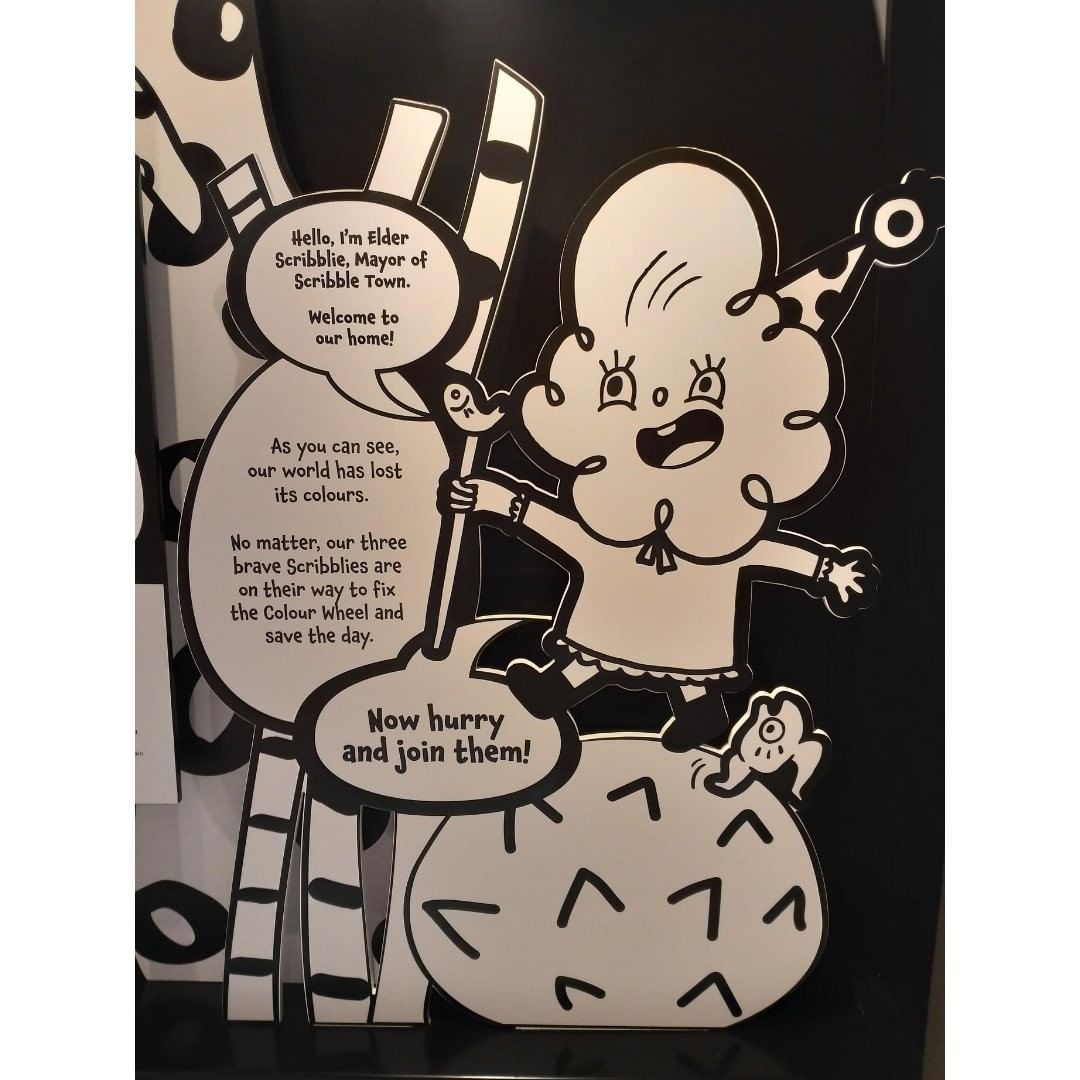 Hello, I'm Elder
Scribblie, Mayor of
Scribble Town.
Welcome to
our home!
As you can see,
our world has lost
its colours.
No matter, our three
brave Scribblies are
on their way to fix
the Colour Wheel and
save the day.
Now hurry
and join them!